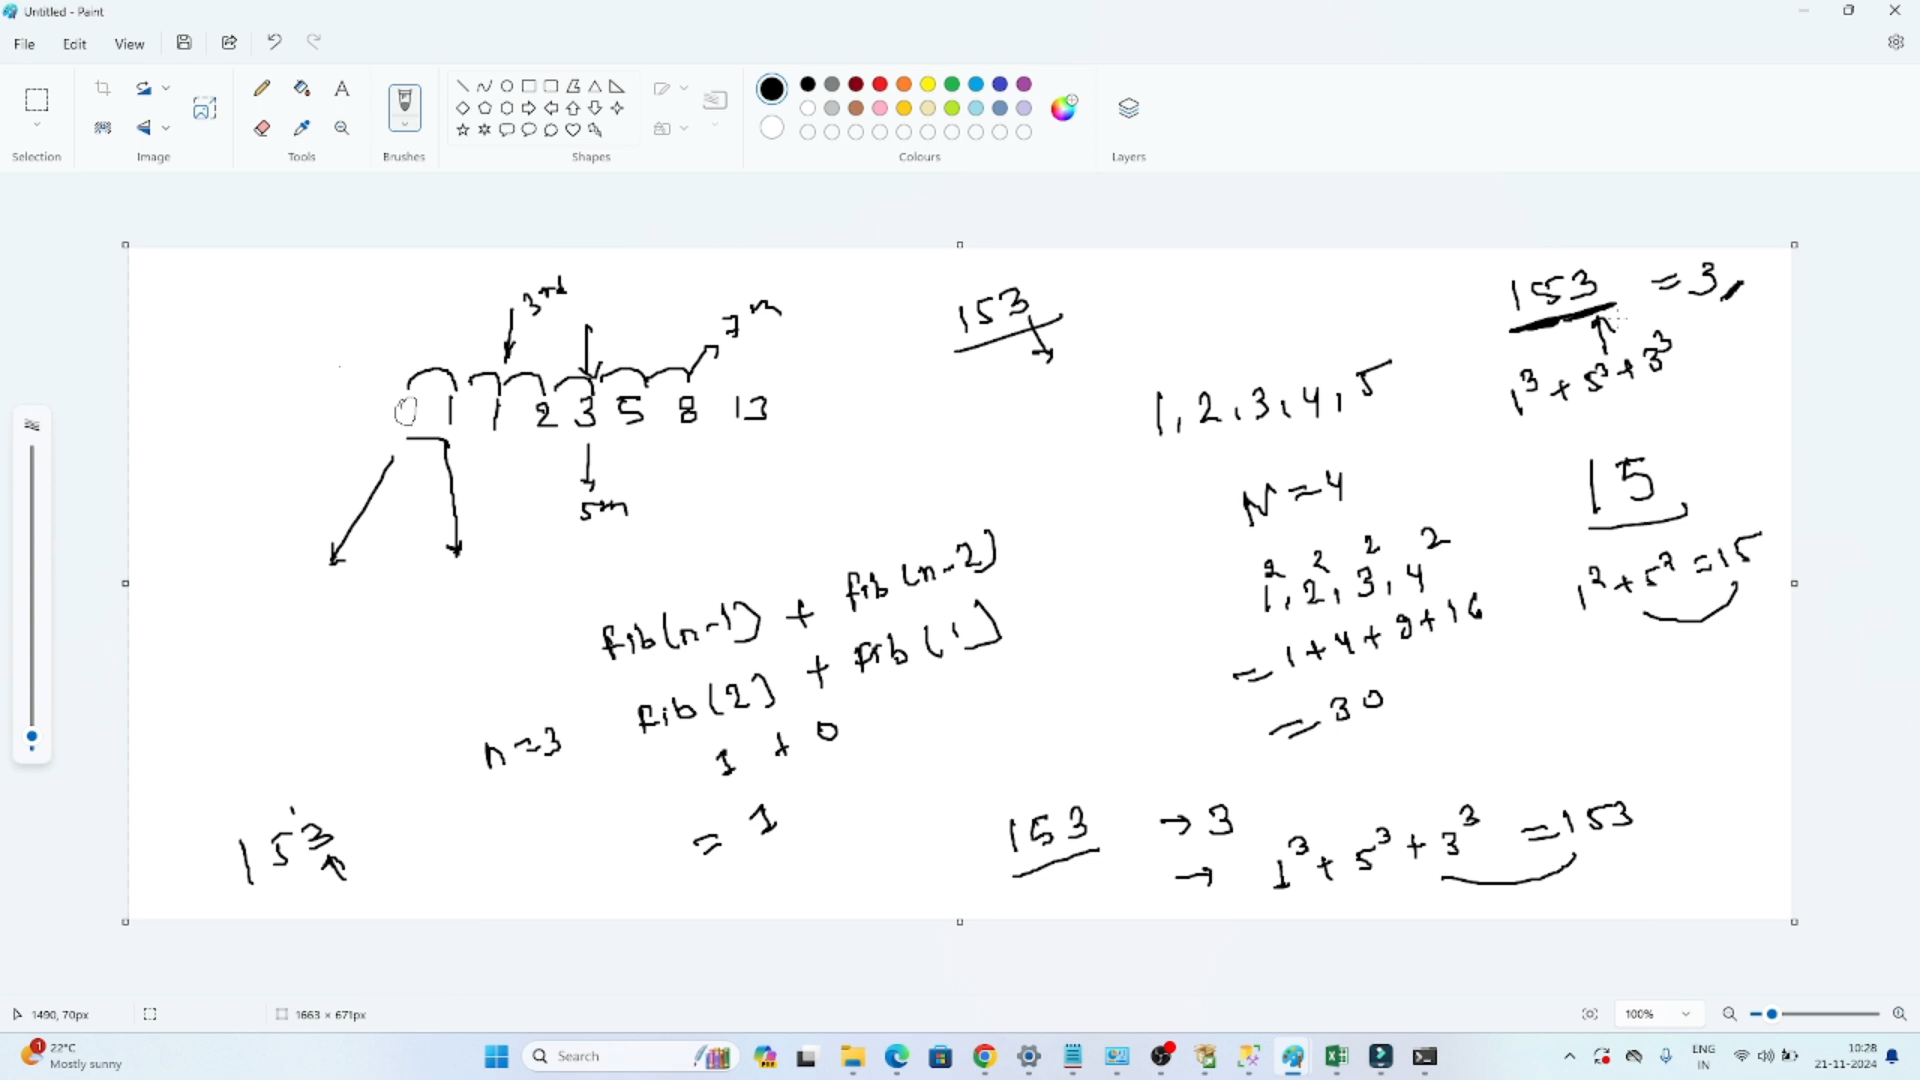 Untitled - Paint
File Edit View
Selection Image Tools Brushes Shapes Colours Layers
3rd
7th
0 1 1 2 3 5 8 13
5th
fib(n-1) + fib(n-2)
n=3 fib(2) + fib(1)
1 + 0
= 1
153
153
1, 2, 3, 4, 5
N=4
1², 2², 3², 4²
= 1+4+9+16
= 30
153 = 3,
1³ + 5³ + 3³
15
1² + 5² = 15
153 → 3
→ 1³ + 5³ + 3³ = 153
1490, 70px
1663 × 671px
100%
1
22°C
Mostly sunny
Search
ENG
IN
10:28
21-11-2024